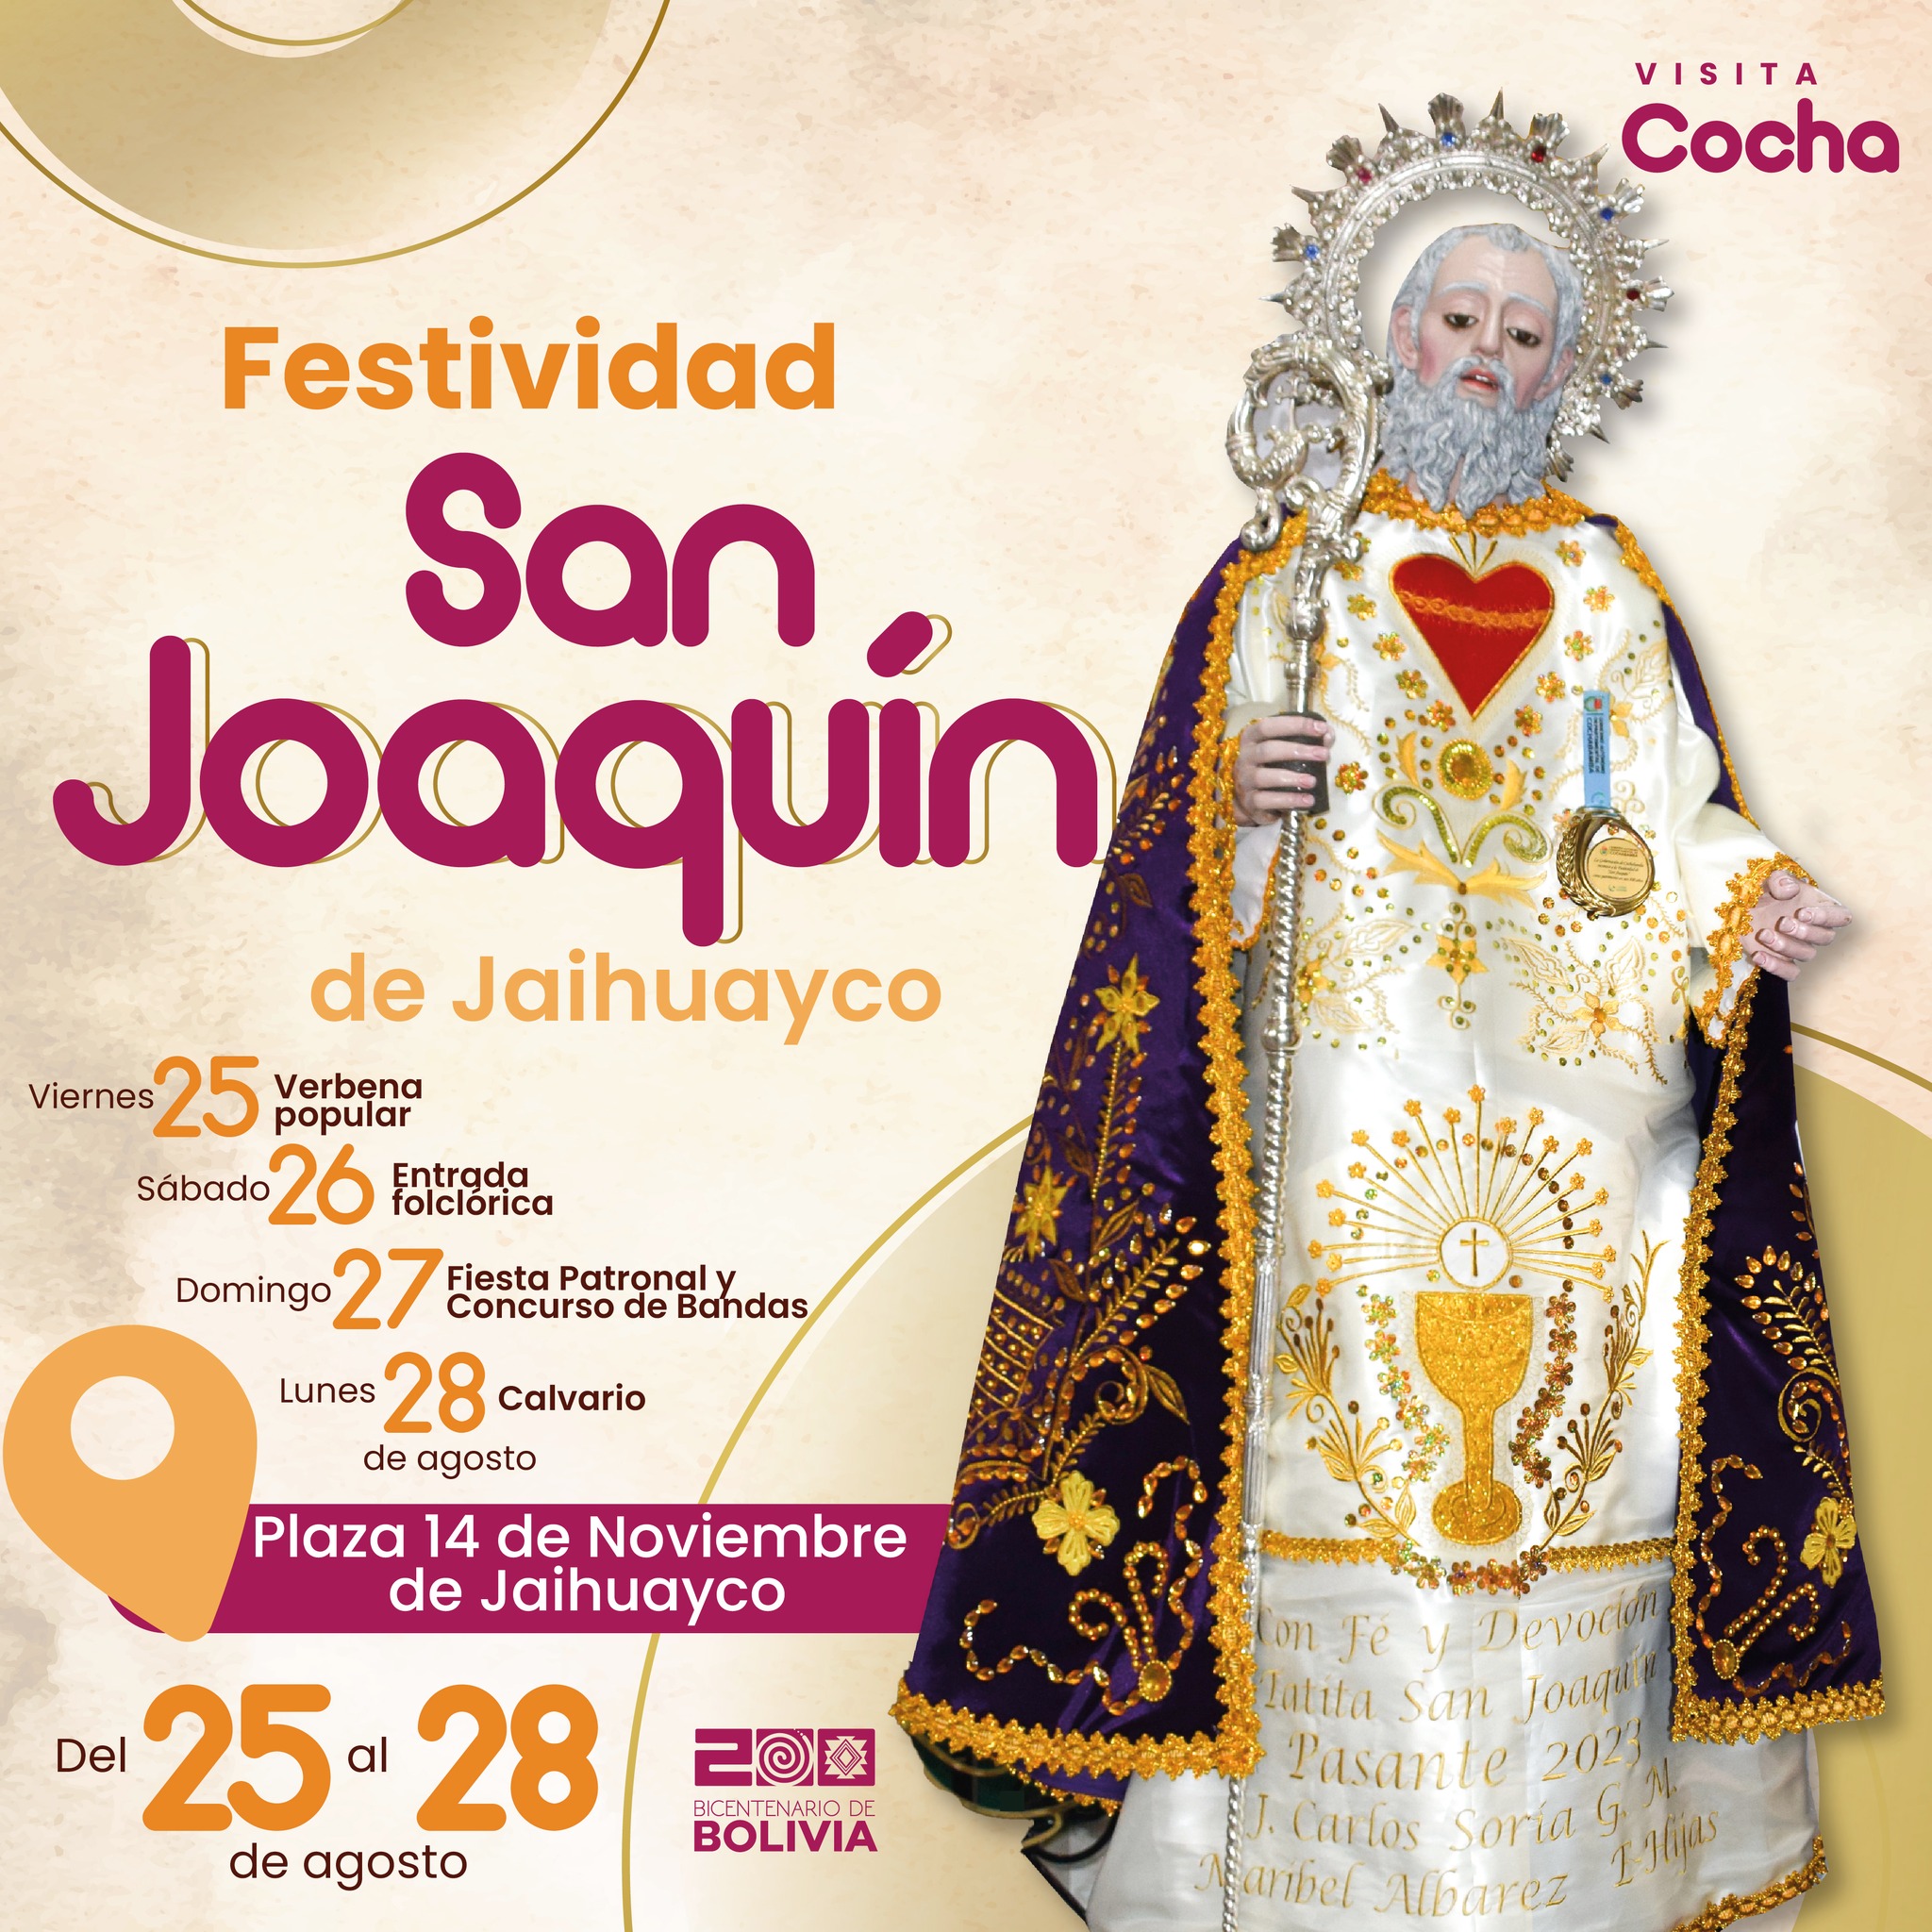 VISITA
Cocha
Festividad
San
Joaquín
de Jaihuayco
Viernes 25 Verbena
popular
Sábado 26 Entrada
folclórica
Domingo 27 Fiesta Patronal y
Concurso de Bandas
Lunes 28 Calvario
de agosto
Plaza 14 de Noviembre
de Jaihuayco
Del 25 al 28
de agosto
200
BICENTENARIO DE
BOLIVIA
Con Fé y Devoción
Tatita San Joaquín
Pasante 2023
J. Carlos Soria G. M.
Maribel Albarez E Hijas